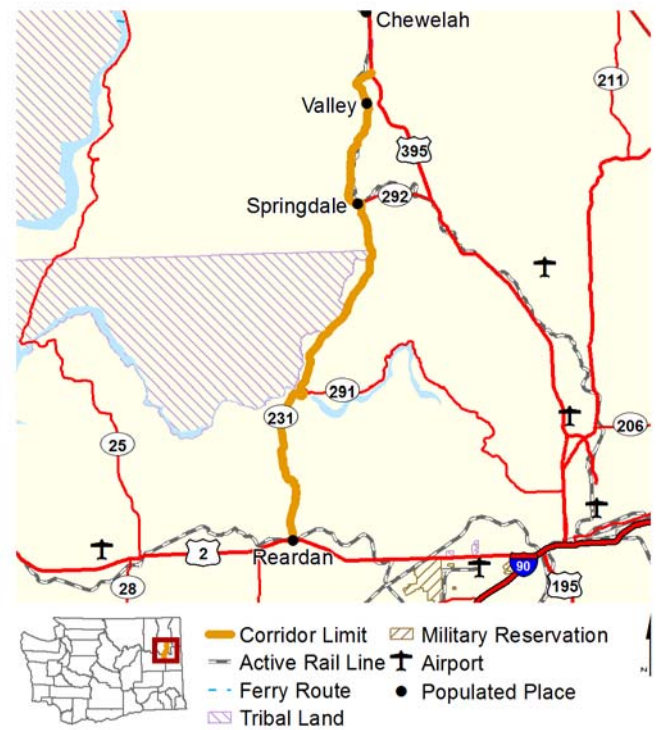 Chewelah
211
Valley
395
Springdale
292
291
231
206
25
2
Reardan
90
28
195
Corridor Limit
Military Reservation
Active Rail Line
Airport
Ferry Route
Populated Place
Tribal Land
N